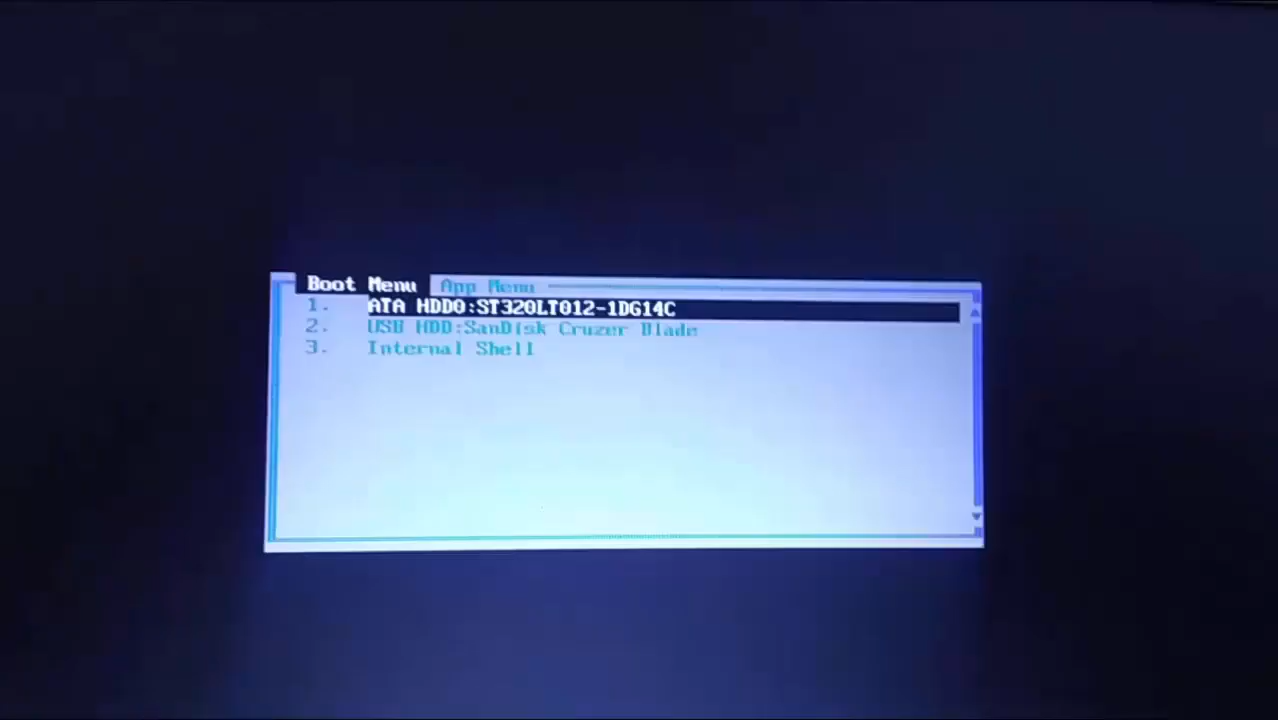 Boot Menu App Menu
1. ATA HDD0:ST320LT012-1DG14C
2. USB HDD:SanDisk Cruzer Blade
3. Internal Shell